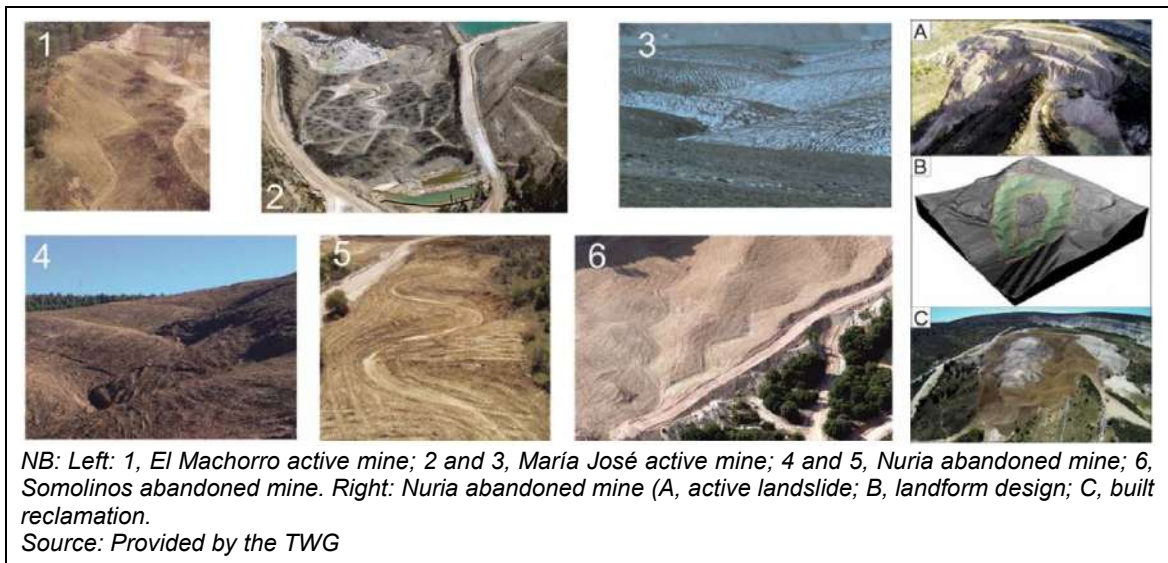 1
2
3
A
B
4
5
6
C
NB: Left: 1, El Machorro active mine; 2 and 3, María José active mine; 4 and 5, Nuria abandoned mine; 6,
Somolinos abandoned mine. Right: Nuria abandoned mine (A, active landslide; B, landform design; C, built
reclamation.
Source: Provided by the TWG